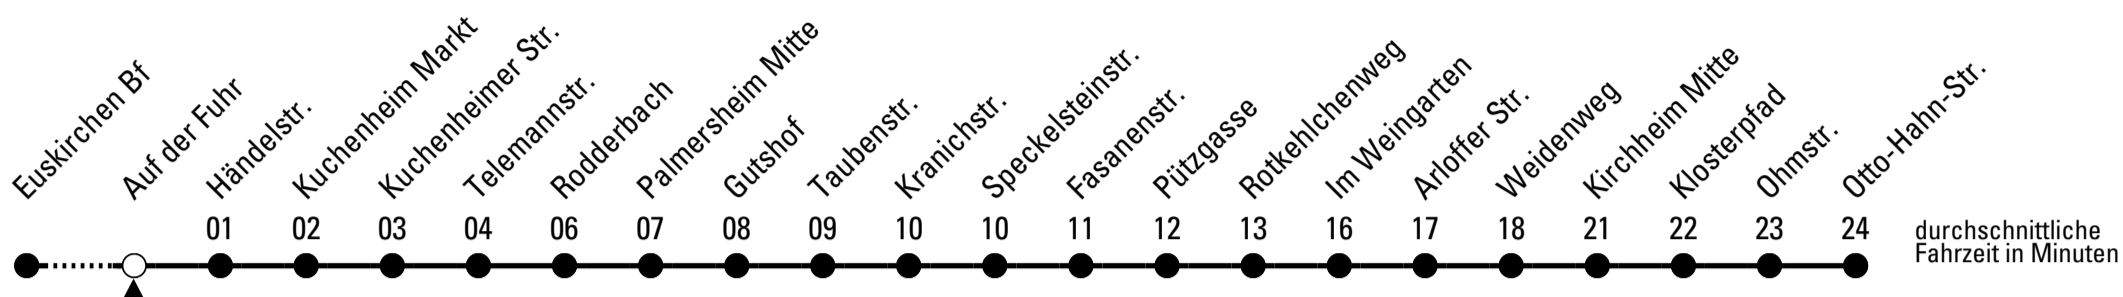 Euskirchen Bf
Auf der Fuhr
Händelstr.
Kuchenheim Markt
Kuchenheimer Str.
Telemannstr.
Rodderbach
Palmersheim Mitte
Gutshof
Taubenstr.
Kranichstr.
Speckelsteinstr.
Fasanenstr.
Pützgasse
Rotkehlchenweg
Im Weingarten
Arloffer Str.
Weidenweg
Kirchheim Mitte
Klosterpfad
Ohmstr.
Otto-Hahn-Str.
01 02 03 04 06 07 08 09 10 10 11 12 13 16 17 18 21 22 23 24
durchschnittliche
Fahrzeit in Minuten